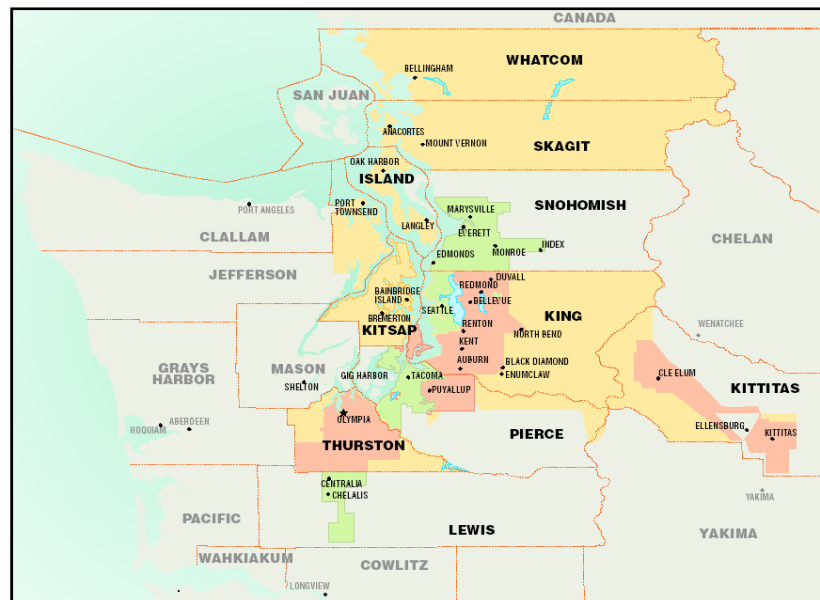 CANADA
WHATCOM
BELLINGHAM
SAN JUAN
ANACORTES
MOUNT VERNON
SKAGIT
OAK HARBOR
ISLAND
PORT
TOWNSEND
PORT ANGELES
CLALLAM
LANGLEY
MARYSVILLE
EVERETT
SNOHOMISH
MONROE
INDEX
EDMONDS
CHELAN
JEFFERSON
DUVALL
REDMOND
BELLEVUE
BAINBRIDGE
ISLAND
BREMERTON
KITSAP
SEATTLE
KING
RENTON
NORTH BEND
KENT
WENATCHEE
GRAYS
HARBOR
MASON
SHELTON
GIG HARBOR
TACOMA
AUBURN
BLACK DIAMOND
ENUMCLAW
PUYALLUP
CLE ELUM
KITTITAS
HOQUIAM
ABERDEEN
OLYMPIA
THURSTON
PIERCE
ELLENSBURG
KITTITAS
CENTRALIA
CHELALIS
YAKIMA
PACIFIC
LEWIS
YAKIMA
WAHKIAKUM
COWLITZ
LONGVIEW